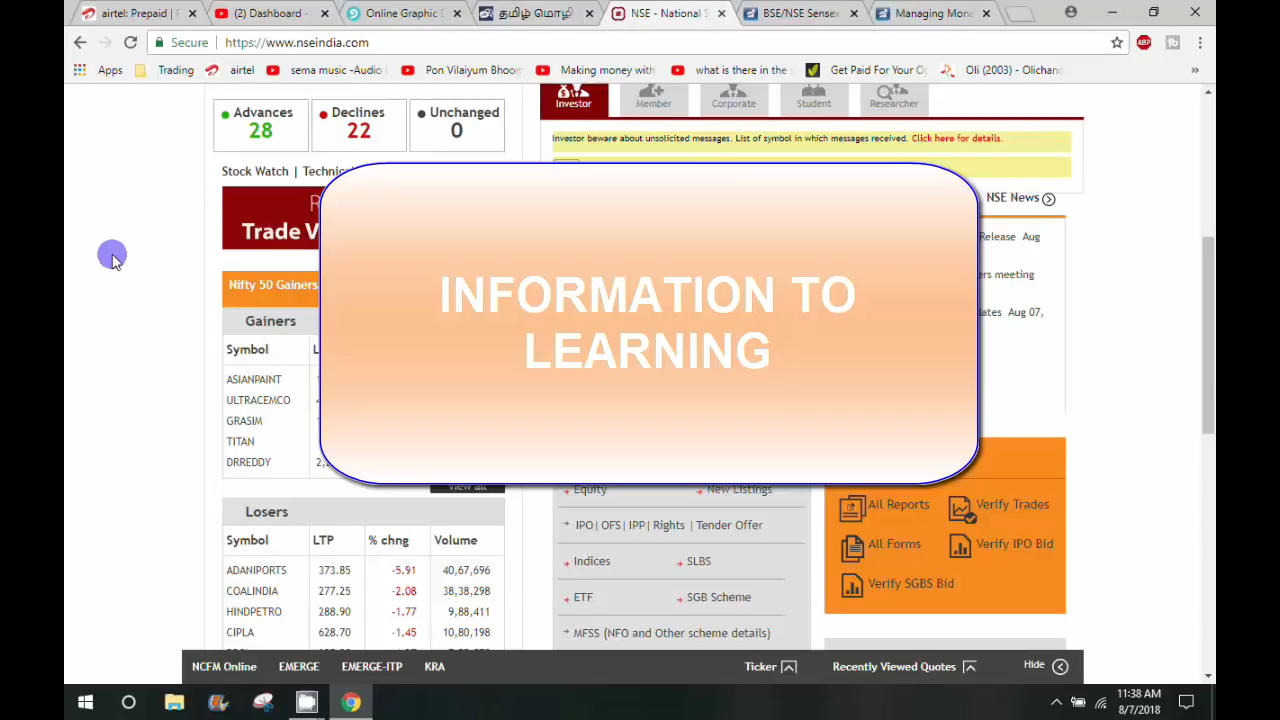 airtel: Prepaid | F
(2) Dashboard -
Online Graphic D
தமிழ் மொழி
NSE - National S
BSE/NSE Sensex
Managing Mone
Secure
https://www.nseindia.com
Apps
Trading
airtel
sema music -Audio
Pon Vilaiyum Bhoom
Making money with
what is there in the s
Get Paid For Your Op
Oli (2003) - Olichand
»
Advances
28
Declines
22
Unchanged
0
Investor
Member
Corporate
Student
Researcher
Investor beware about unsolicited messages. List of symbol in which messages received. Click here for details.
Stock Watch | Technic
NSE News
Trade V
Release Aug
ers meeting
ates Aug 07,
INFORMATION TO
LEARNING
Nifty 50 Gainers
Gainers
Symbol
ASIANPAINT
ULTRACEMCO
GRASIM
TITAN
DRREDDY
View all
Losers
Symbol LTP % chng Volume
ADANIPORTS 373.85 -5.91 40,67,696
COALINDIA 277.25 -2.08 38,38,298
HINDPETRO 288.90 -1.77 9,88,411
CIPLA 628.70 -1.45 10,80,198
Equity
New Listings
IPO | OFS | IPP | Rights | Tender Offer
Indices
SLBS
ETF
SGB Scheme
MFSS (NFO and Other scheme details)
All Reports
Verify Trades
All Forms
Verify IPO Bid
Verify SGBS Bid
NCFM Online
EMERGE
EMERGE-ITP
KRA
Ticker
Recently Viewed Quotes
Hide
11:38 AM
8/7/2018